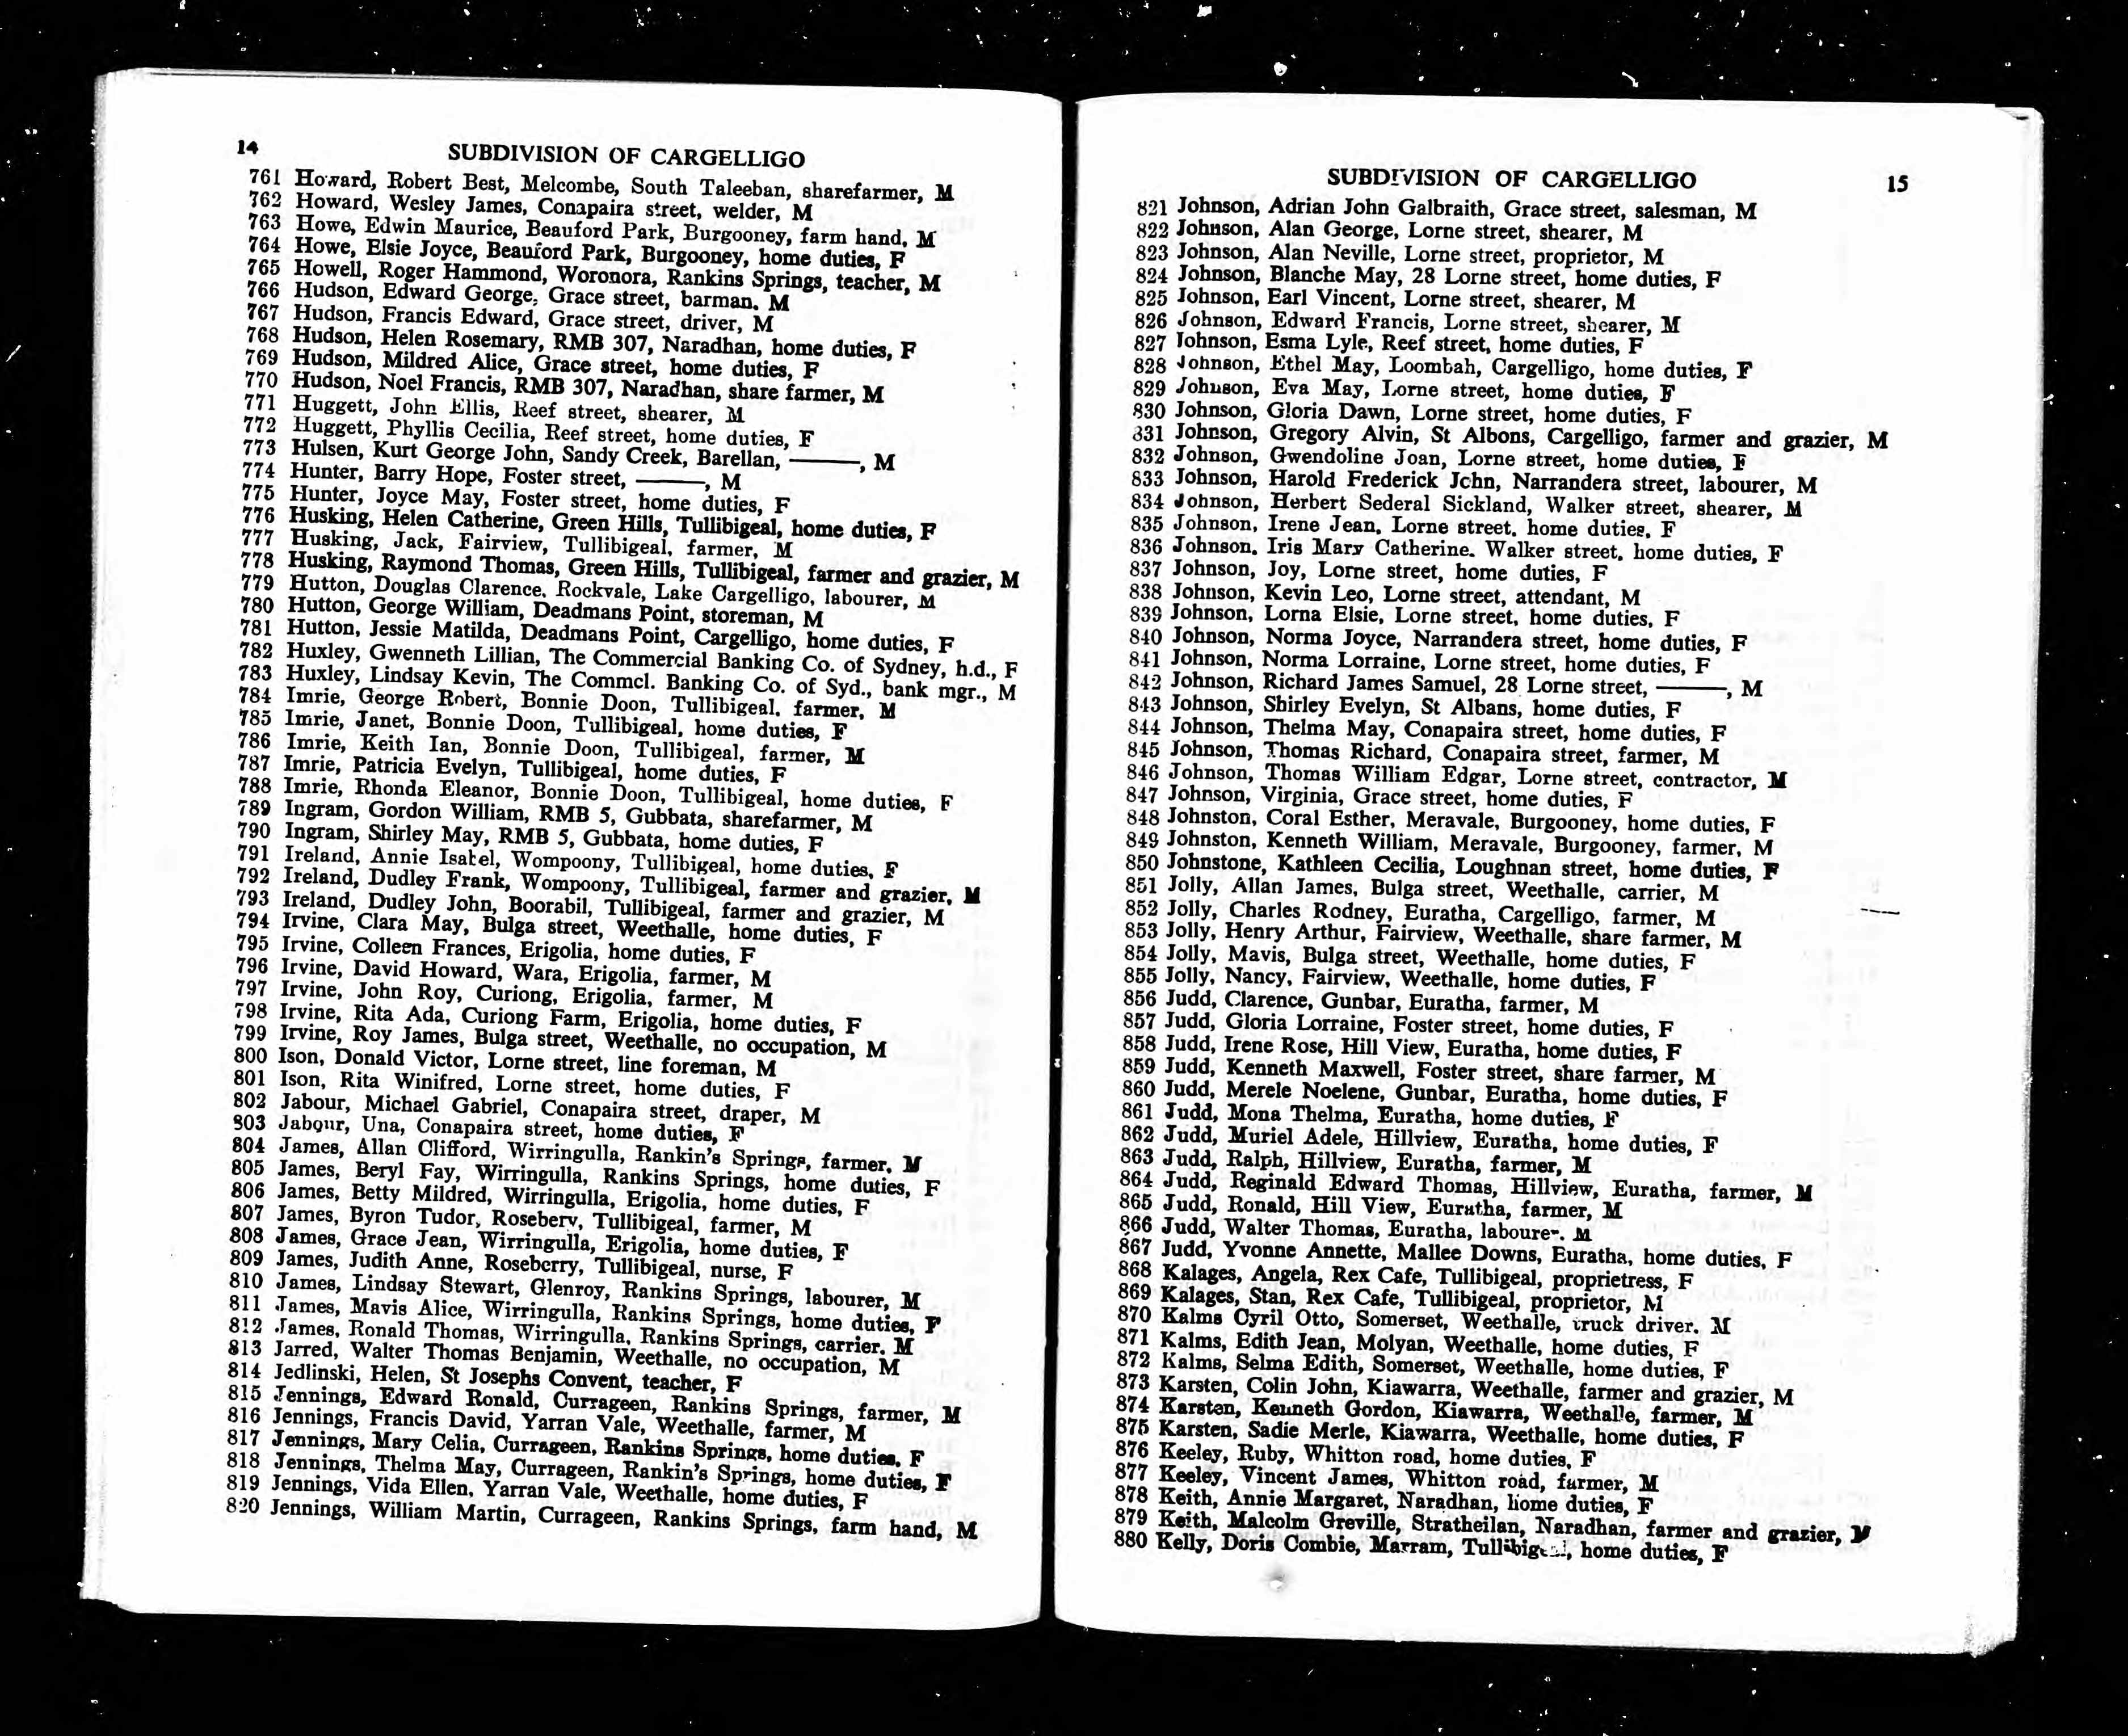 14
SUBDIVISION OF CARGELLIGO
761 Howard, Robert Best, Melcombe, South Taleeban, sharefarmer, M
762 Howard, Wesley James, Conapaira street, welder, M
763 Howe, Edwin Maurice, Beauford Park, Burgooney, farm hand, M
764 Howe, Elsie Joyce, Beauford Park, Burgooney, home duties, F
765 Howell, Roger Hammond, Woronora, Rankins Springs, teacher, M
766 Hudson, Edward George, Grace street, barman, M
767 Hudson, Francis Edward, Grace street, driver, M
768 Hudson, Helen Rosemary, RMB 307, Naradhan, home duties, F
769 Hudson, Mildred Alice, Grace street, home duties, F
770 Hudson, Noel Francis, RMB 307, Naradhan, share farmer, M
771 Huggett, John Ellis, Reef street, shearer, M
772 Huggett, Phyllis Cecilia, Reef street, home duties, F
773 Hulsen, Kurt George John, Sandy Creek, Barellan, ———, M
774 Hunter, Barry Hope, Foster street, ———, M
775 Hunter, Joyce May, Foster street, home duties, F
776 Husking, Helen Catherine, Green Hills, Tullibigeal, home duties, F
777 Husking, Jack, Fairview, Tullibigeal, farmer, M
778 Husking, Raymond Thomas, Green Hills, Tullibigeal, farmer and grazier, M
779 Hutton, Douglas Clarence, Rockvale, Lake Cargelligo, labourer, M
780 Hutton, George William, Deadmans Point, storeman, M
781 Hutton, Jessie Matilda, Deadmans Point, Cargelligo, home duties, F
782 Huxley, Gwenneth Lillian, The Commercial Banking Co. of Sydney, h.d., F
783 Huxley, Lindsay Kevin, The Commcl. Banking Co. of Syd., bank mgr., M
784 Imrie, George Robert, Bonnie Doon, Tullibigeal, farmer, M
785 Imrie, Janet, Bonnie Doon, Tullibigeal, home duties, F
786 Imrie, Keith Ian, Bonnie Doon, Tullibigeal, farmer, M
787 Imrie, Patricia Evelyn, Tullibigeal, home duties, F
788 Imrie, Rhonda Eleanor, Bonnie Doon, Tullibigeal, home duties, F
789 Ingram, Gordon William, RMB 5, Gubbata, sharefarmer, M
790 Ingram, Shirley May, RMB 5, Gubbata, home duties, F
791 Ireland, Annie Isabel, Wompoony, Tullibigeal, home duties, F
792 Ireland, Dudley Frank, Wompoony, Tullibigeal, farmer and grazier, M
793 Ireland, Dudley John, Boorabil, Tullibigeal, farmer and grazier, M
794 Irvine, Clara May, Bulga street, Weethalle, home duties, F
795 Irvine, Colleen Frances, Erigolia, home duties, F
796 Irvine, David Howard, Wara, Erigolia, farmer, M
797 Irvine, John Roy, Curiong, Erigolia, farmer, M
798 Irvine, Rita Ada, Curiong Farm, Erigolia, home duties, F
799 Irvine, Roy James, Bulga street, Weethalle, no occupation, M
800 Ison, Donald Victor, Lorne street, line foreman, M
801 Ison, Rita Winifred, Lorne street, home duties, F
802 Jabour, Michael Gabriel, Conapaira street, draper, M
803 Jabour, Una, Conapaira street, home duties, F
804 James, Allan Clifford, Wirringulla, Rankin's Springs, farmer, M
805 James, Beryl Fay, Wirringulla, Rankins Springs, home duties, F
806 James, Betty Mildred, Wirringulla, Erigolia, home duties, F
807 James, Byron Tudor, Rosebery, Tullibigeal, farmer, M
808 James, Grace Jean, Wirringulla, Erigolia, home duties, F
809 James, Judith Anne, Roseberry, Tullibigeal, nurse, F
810 James, Lindsay Stewart, Glenroy, Rankins Springs, labourer, M
811 James, Mavis Alice, Wirringulla, Rankins Springs, home duties, F
812 James, Ronald Thomas, Wirringulla, Rankins Springs, carrier, M
813 Jarred, Walter Thomas Benjamin, Weethalle, no occupation, M
814 Jedlinski, Helen, St Josephs Convent, teacher, F
815 Jennings, Edward Ronald, Currageen, Rankins Springs, farmer, M
816 Jennings, Francis David, Yarran Vale, Weethalle, farmer, M
817 Jennings, Mary Celia, Currageen, Rankins Springs, home duties, F
818 Jennings, Thelma May, Currageen, Rankin's Springs, home duties, F
819 Jennings, Vida Ellen, Yarran Vale, Weethalle, home duties, F
820 Jennings, William Martin, Currageen, Rankins Springs, farm hand, M
SUBDIVISION OF CARGELLIGO
15
821 Johnson, Adrian John Galbraith, Grace street, salesman, M
822 Johnson, Alan George, Lorne street, shearer, M
823 Johnson, Alan Neville, Lorne street, proprietor, M
824 Johnson, Blanche May, 28 Lorne street, home duties, F
825 Johnson, Earl Vincent, Lorne street, shearer, M
826 Johnson, Edward Francis, Lorne street, shearer, M
827 Johnson, Esma Lyle, Reef street, home duties, F
828 Johnson, Ethel May, Loombah, Cargelligo, home duties, F
829 Johnson, Eva May, Lorne street, home duties, F
830 Johnson, Gloria Dawn, Lorne street, home duties, F
831 Johnson, Gregory Alvin, St Albons, Cargelligo, farmer and grazier, M
832 Johnson, Gwendoline Joan, Lorne street, home duties, F
833 Johnson, Harold Frederick John, Narrandera street, labourer, M
834 Johnson, Herbert Sederal Sickland, Walker street, shearer, M
835 Johnson, Irene Jean, Lorne street, home duties, F
836 Johnson, Iris Mary Catherine, Walker street, home duties, F
837 Johnson, Joy, Lorne street, home duties, F
838 Johnson, Kevin Leo, Lorne street, attendant, M
839 Johnson, Lorna Elsie, Lorne street, home duties, F
840 Johnson, Norma Joyce, Narrandera street, home duties, F
841 Johnson, Norma Lorraine, Lorne street, home duties, F
842 Johnson, Richard James Samuel, 28 Lorne street, ———, M
843 Johnson, Shirley Evelyn, St Albans, home duties, F
844 Johnson, Thelma May, Conapaira street, home duties, F
845 Johnson, Thomas Richard, Conapaira street, farmer, M
846 Johnson, Thomas William Edgar, Lorne street, contractor, M
847 Johnson, Virginia, Grace street, home duties, F
848 Johnston, Coral Esther, Meravale, Burgooney, home duties, F
849 Johnston, Kenneth William, Meravale, Burgooney, farmer, M
850 Johnstone, Kathleen Cecilia, Loughnan street, home duties, F
851 Jolly, Allan James, Bulga street, Weethalle, carrier, M
852 Jolly, Charles Rodney, Euratha, Cargelligo, farmer, M
853 Jolly, Henry Arthur, Fairview, Weethalle, share farmer, M
854 Jolly, Mavis, Bulga street, Weethalle, home duties, F
855 Jolly, Nancy, Fairview, Weethalle, home duties, F
856 Judd, Clarence, Gunbar, Euratha, farmer, M
857 Judd, Gloria Lorraine, Foster street, home duties, F
858 Judd, Irene Rose, Hill View, Euratha, home duties, F
859 Judd, Kenneth Maxwell, Foster street, share farmer, M
860 Judd, Merele Noelene, Gunbar, Euratha, home duties, F
861 Judd, Mona Thelma, Euratha, home duties, F
862 Judd, Muriel Adele, Hillview, Euratha, home duties, F
863 Judd, Ralph, Hillview, Euratha, farmer, M
864 Judd, Reginald Edward Thomas, Hillview, Euratha, farmer, M
865 Judd, Ronald, Hill View, Euratha, farmer, M
866 Judd, Walter Thomas, Euratha, labourer, M
867 Judd, Yvonne Annette, Mallee Downs, Euratha, home duties, F
868 Kalages, Angela, Rex Cafe, Tullibigeal, proprietress, F
869 Kalages, Stan, Rex Cafe, Tullibigeal, proprietor, M
870 Kalms Cyril Otto, Somerset, Weethalle, truck driver, M
871 Kalms, Edith Jean, Molyan, Weethalle, home duties, F
872 Kalms, Selma Edith, Somerset, Weethalle, home duties, F
873 Karsten, Colin John, Kiawarra, Weethalle, farmer and grazier, M
874 Karsten, Kenneth Gordon, Kiawarra, Weethalle, farmer, M
875 Karsten, Sadie Merle, Kiawarra, Weethalle, home duties, F
876 Keeley, Ruby, Whitton road, home duties, F
877 Keeley, Vincent James, Whitton road, farmer, M
878 Keith, Annie Margaret, Naradhan, home duties, F
879 Keith, Malcolm Greville, Stratheilan, Naradhan, farmer and grazier, M
880 Kelly, Doris Combie, Marram, Tullibigeal, home duties, F